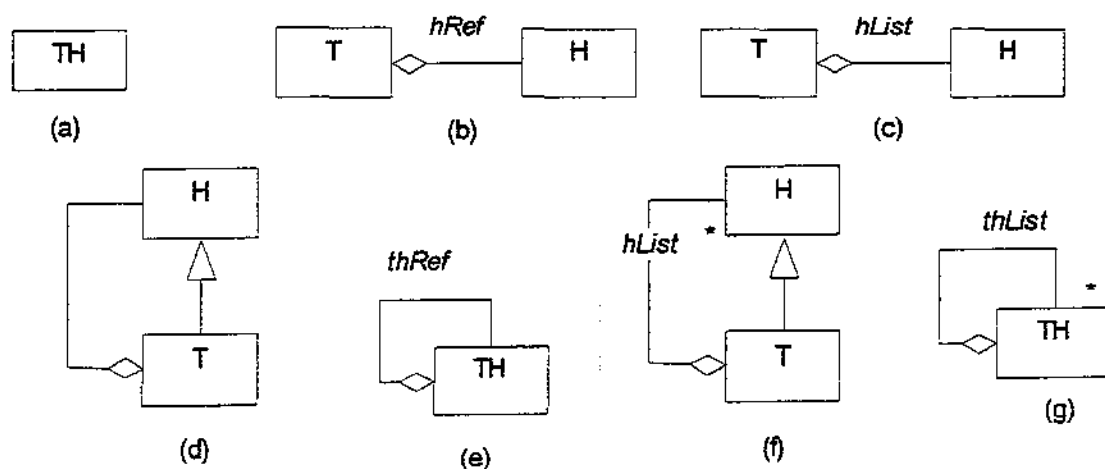 TH
(a)
T hRef H
(b)
T hList H
(c)
H
T
(d)
thRef
TH
(e)
H
hList *
T
(f)
thList
*
TH
(g)